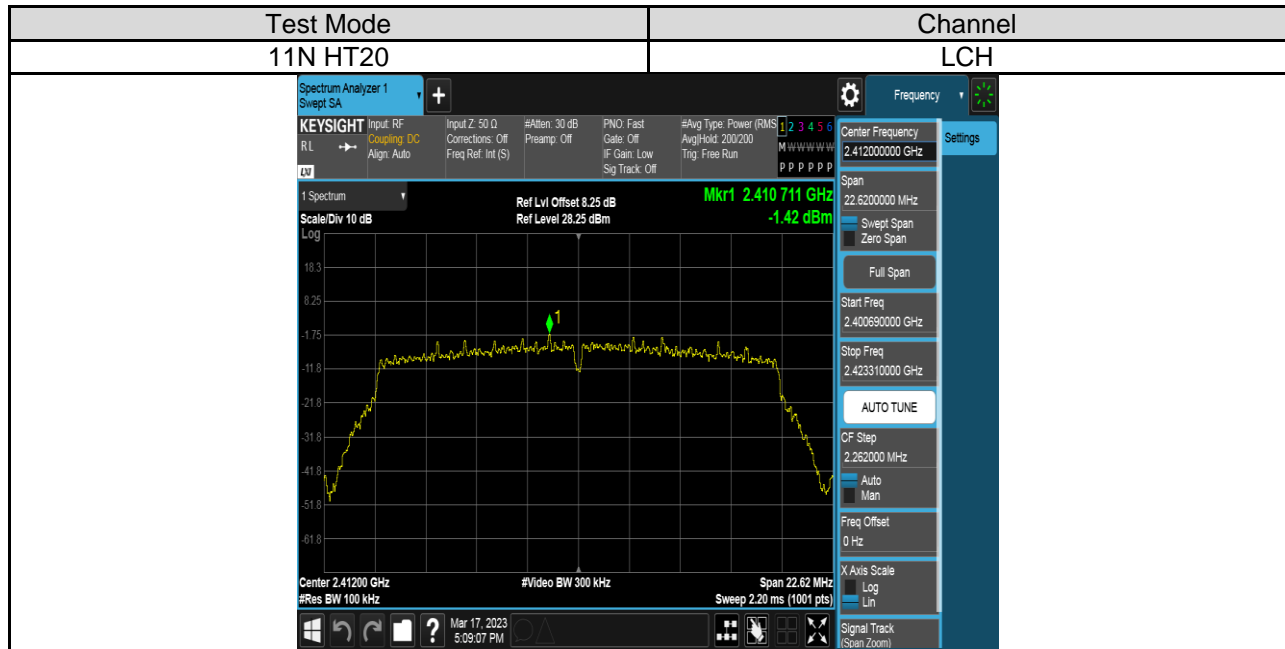 Test Mode Channel
11N HT20 LCH
Spectrum Analyzer 1
Swept SA
+
Frequency
KEYSIGHT
RL
LXI
Input: RF
Coupling: DC
Align: Auto
Input Z: 50 Ω
Corrections: Off
Freq Ref: Int (S)
#Atten: 30 dB
Preamp: Off
PNO: Fast
Gate: Off
IF Gain: Low
Sig Track: Off
#Avg Type: Power (RMS
Avg|Hold: 200/200
Trig: Free Run
1 2 3 4 5 6
M W W W W W
P P P P P P
1 Spectrum
Scale/Div 10 dB
Log
Ref Lvl Offset 8.25 dB
Ref Level 28.25 dBm
Mkr1 2.410 711 GHz
-1.42 dBm
18.3
8.25
-1.75
-11.8
-21.8
-31.8
-41.8
-51.8
-61.8
1
Center 2.41200 GHz
#Res BW 100 kHz
#Video BW 300 kHz
Span 22.62 MHz
Sweep 2.20 ms (1001 pts)
?
Mar 17, 2023
5:09:07 PM
Center Frequency
2.412000000 GHz
Span
22.6200000 MHz
Swept Span
Zero Span
Full Span
Start Freq
2.400690000 GHz
Stop Freq
2.423310000 GHz
AUTO TUNE
CF Step
2.262000 MHz
Auto
Man
Freq Offset
0 Hz
X Axis Scale
Log
Lin
Signal Track
(Span Zoom)
Settings